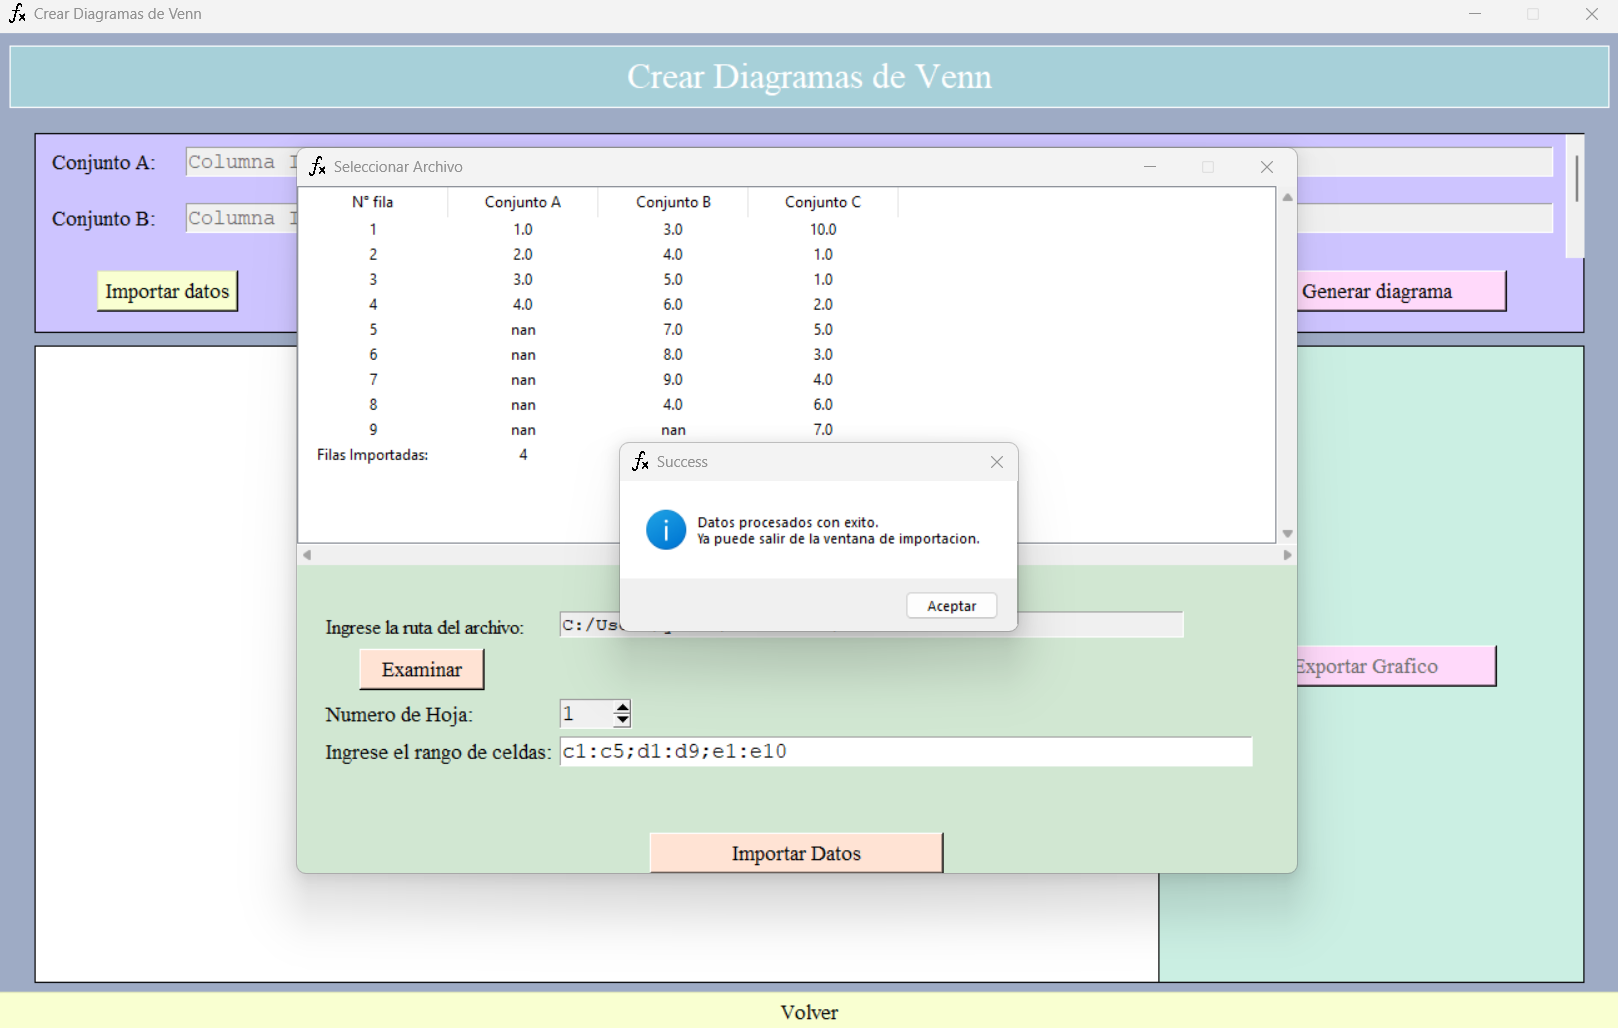 Crear Diagramas de Venn
Crear Diagramas de Venn
Conjunto A: Columna I
Conjunto B: Columna I
Importar datos
Generar diagrama
Seleccionar Archivo
N° fila Conjunto A Conjunto B Conjunto C
1 1.0 3.0 10.0
2 2.0 4.0 1.0
3 3.0 5.0 1.0
4 4.0 6.0 2.0
5 nan 7.0 5.0
6 nan 8.0 3.0
7 nan 9.0 4.0
8 nan 4.0 6.0
9 nan nan 7.0
Filas Importadas: 4
Success
Datos procesados con exito.
Ya puede salir de la ventana de importacion.
Aceptar
Ingrese la ruta del archivo: C:/Us
Examinar
Numero de Hoja: 1
Ingrese el rango de celdas: c1:c5;d1:d9;e1:e10
Importar Datos
Exportar Grafico
Volver